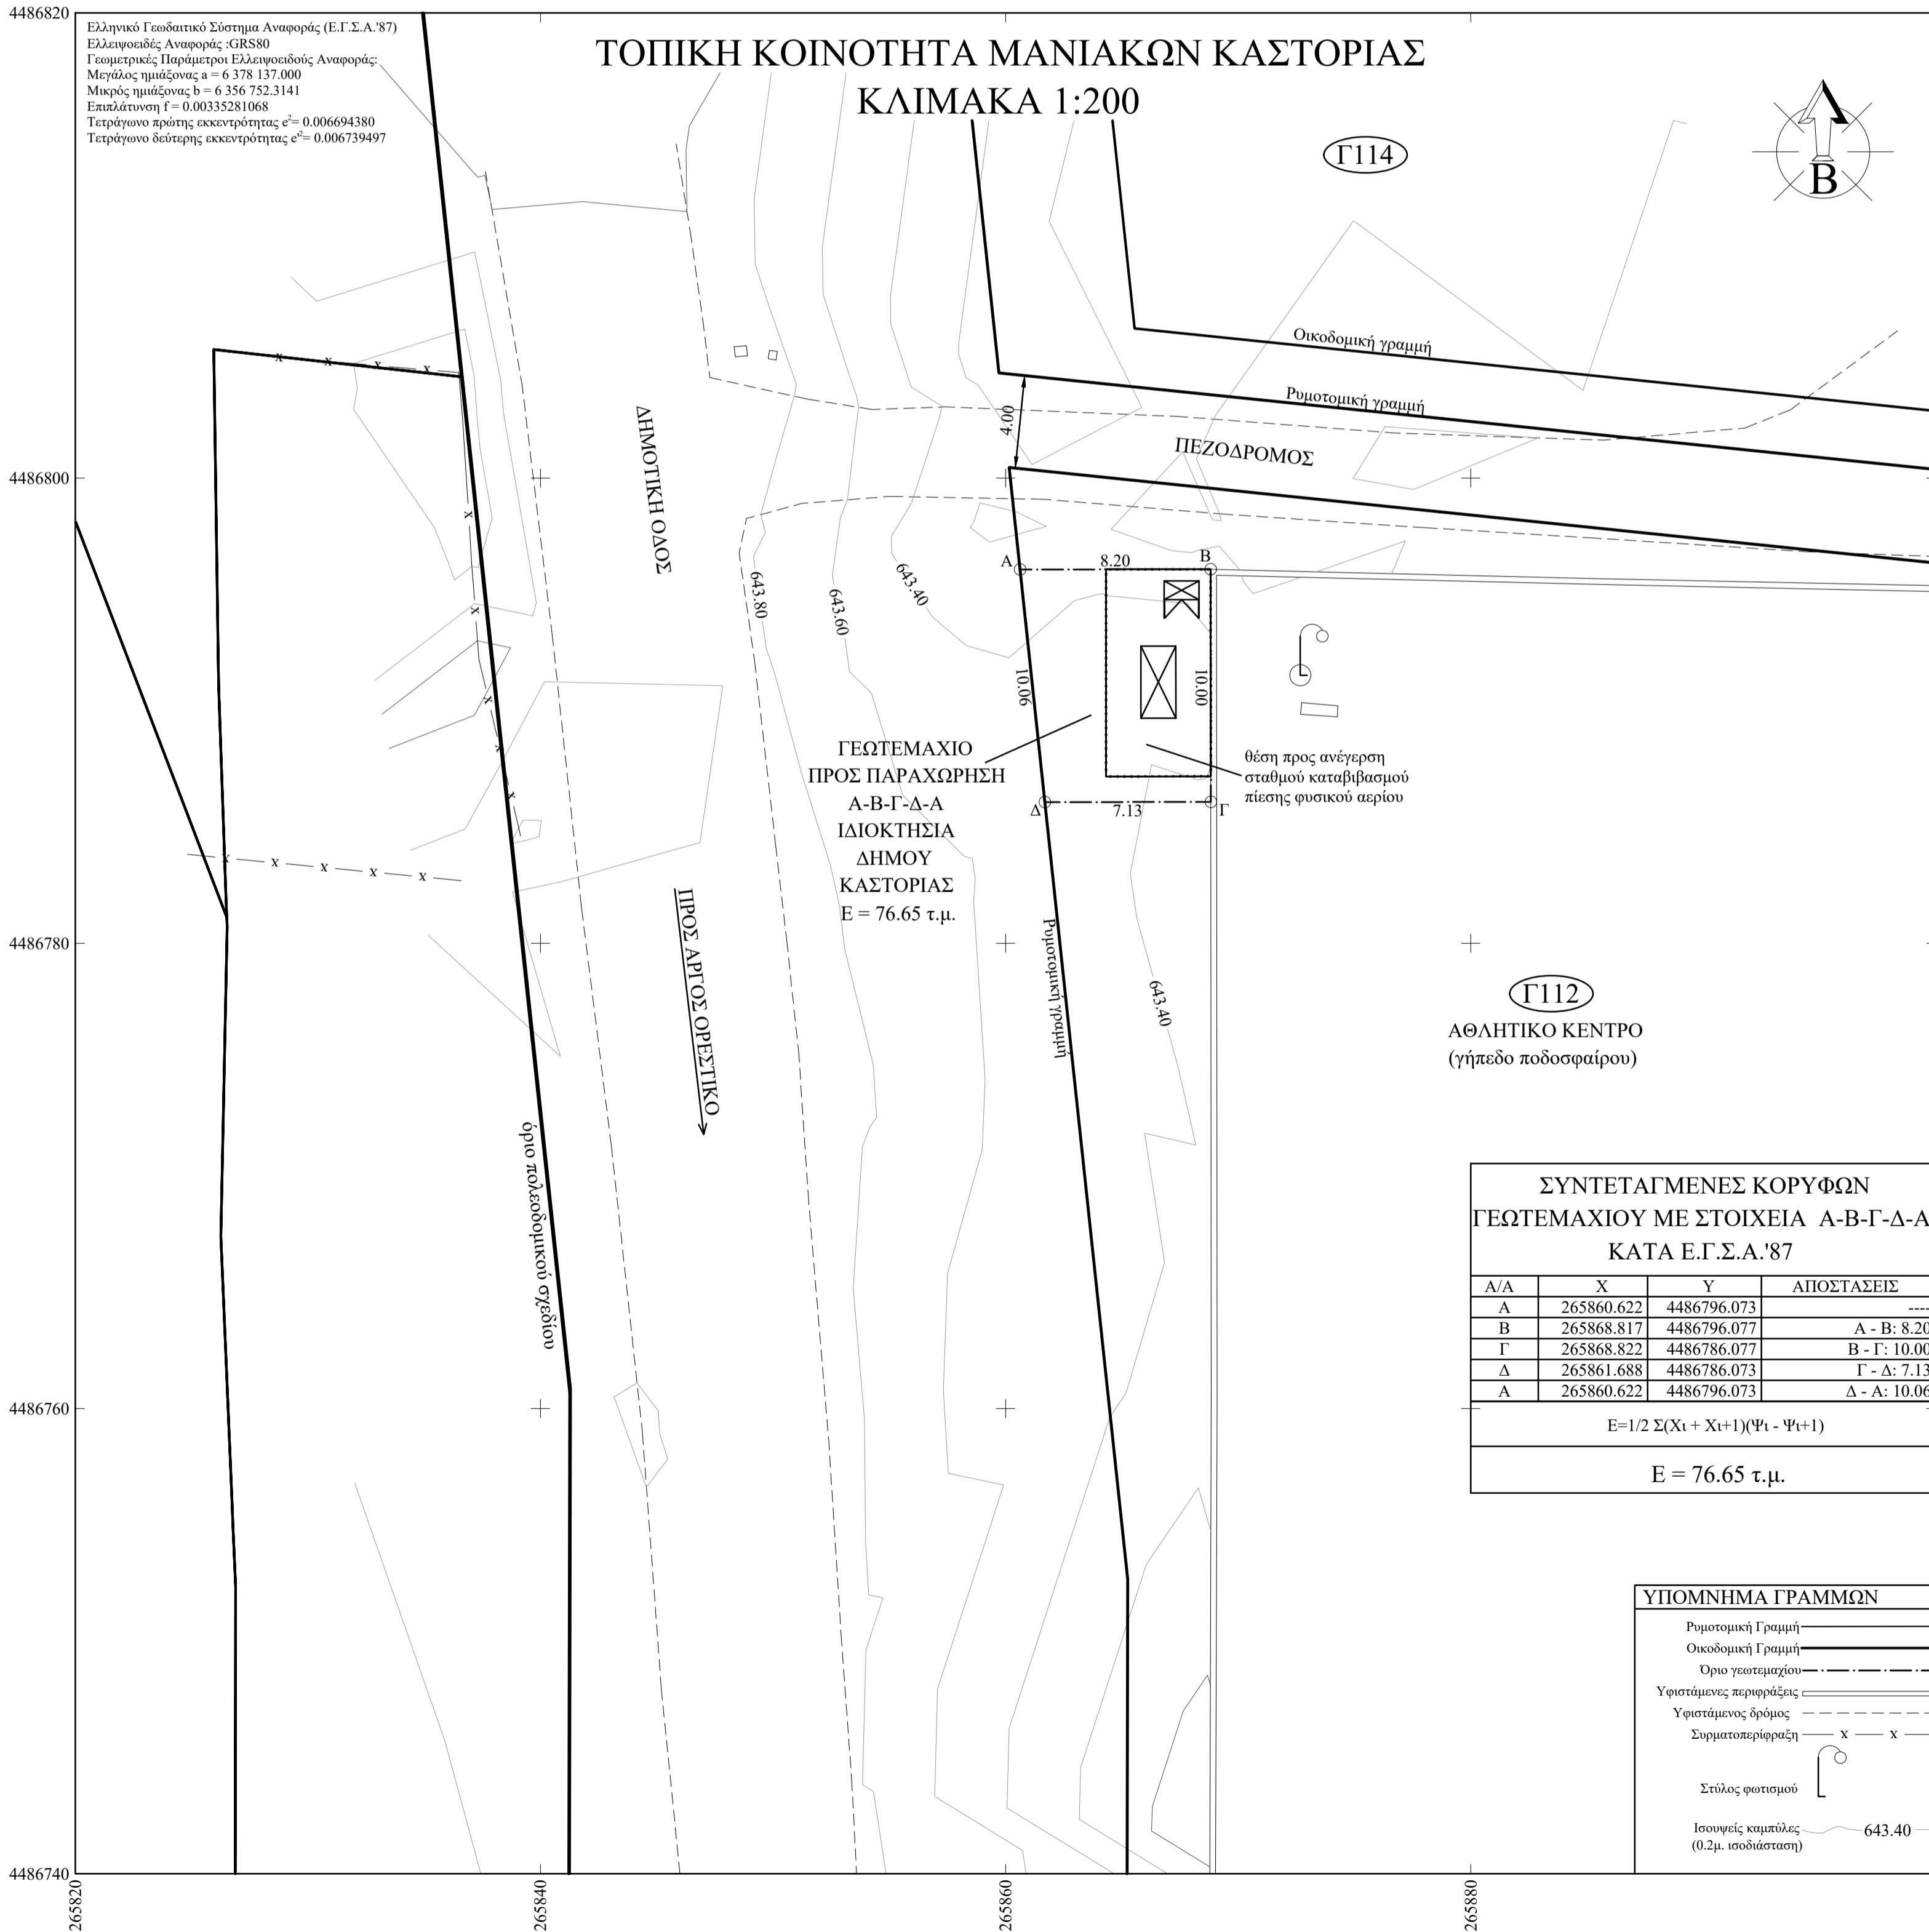 4486820
Ελληνικό Γεωδαιτικό Σύστημα Αναφοράς (Ε.Γ.Σ.Α.'87)
Ελλειψοειδές Αναφοράς :GRS80
Γεωμετρικές Παράμετροι Ελλειψοειδούς Αναφοράς:
Μεγάλος ημιάξονας a = 6 378 137.000
Μικρός ημιάξονας b = 6 356 752.3141
Επιπλάτυνση f = 0.00335281068
Τετράγωνο πρώτης εκκεντρότητας e²= 0.006694380
Τετράγωνο δεύτερης εκκεντρότητας e'²= 0.006739497
ΤΟΠΙΚΗ ΚΟΙΝΟΤΗΤΑ ΜΑΝΙΑΚΩΝ ΚΑΣΤΟΡΙΑΣ
ΚΛΙΜΑΚΑ 1:200
Γ114
Β
Οικοδομική γραμμή
Ρυμοτομική γραμμή
4.00
ΠΕΖΟΔΡΟΜΟΣ
ΔΗΜΟΤΙΚΗ ΟΔΟΣ
4486800
x x x x
x
x
x
x
x
643.80
643.60
643.40
Α
8.20
Β
10.06
10.00
Δ
7.13
Γ
ΓΕΩΤΕΜΑΧΙΟ
ΠΡΟΣ ΠΑΡΑΧΩΡΗΣΗ
Α-Β-Γ-Δ-Α
ΙΔΙΟΚΤΗΣΙΑ
ΔΗΜΟΥ
ΚΑΣΤΟΡΙΑΣ
Ε = 76.65 τ.μ.
θέση προς ανέγερση
σταθμού καταβιβασμού
πίεσης φυσικού αερίου
x x x x x
ΠΡΟΣ ΑΡΓΟΣ ΟΡΕΣΤΙΚΟ
4486780
Ρυμοτομική γραμμή
643.40
Γ112
ΑΘΛΗΤΙΚΟ ΚΕΝΤΡΟ
(γήπεδο ποδοσφαίρου)
όριο πολεοδομικού σχεδίου
ΣΥΝΤΕΤΑΓΜΕΝΕΣ ΚΟΡΥΦΩΝ
ΓΕΩΤΕΜΑΧΙΟΥ ΜΕ ΣΤΟΙΧΕΙΑ Α-Β-Γ-Δ-Α
ΚΑΤΑ Ε.Γ.Σ.Α.'87
Α/Α Χ Υ ΑΠΟΣΤΑΣΕΙΣ
Α 265860.622 4486796.073 ----
Β 265868.817 4486796.077 Α - Β: 8.20
Γ 265868.822 4486786.077 Β - Γ: 10.00
Δ 265861.688 4486786.073 Γ - Δ: 7.13
Α 265860.622 4486796.073 Δ - Α: 10.06
Ε=1/2 Σ(Χι + Χι+1)(Ψι - Ψι+1)
Ε = 76.65 τ.μ.
4486760
ΥΠΟΜΝΗΜΑ ΓΡΑΜΜΩΝ
Ρυμοτομική Γραμμή
Οικοδομική Γραμμή
Όριο γεωτεμαχίου
Υφιστάμενες περιφράξεις
Υφιστάμενος δρόμος
Συρματοπερίφραξη x x
Στύλος φωτισμού
Ισουψείς καμπύλες 643.40
(0.2μ. ισοδιάσταση)
4486740
265820
265840
265860
265880